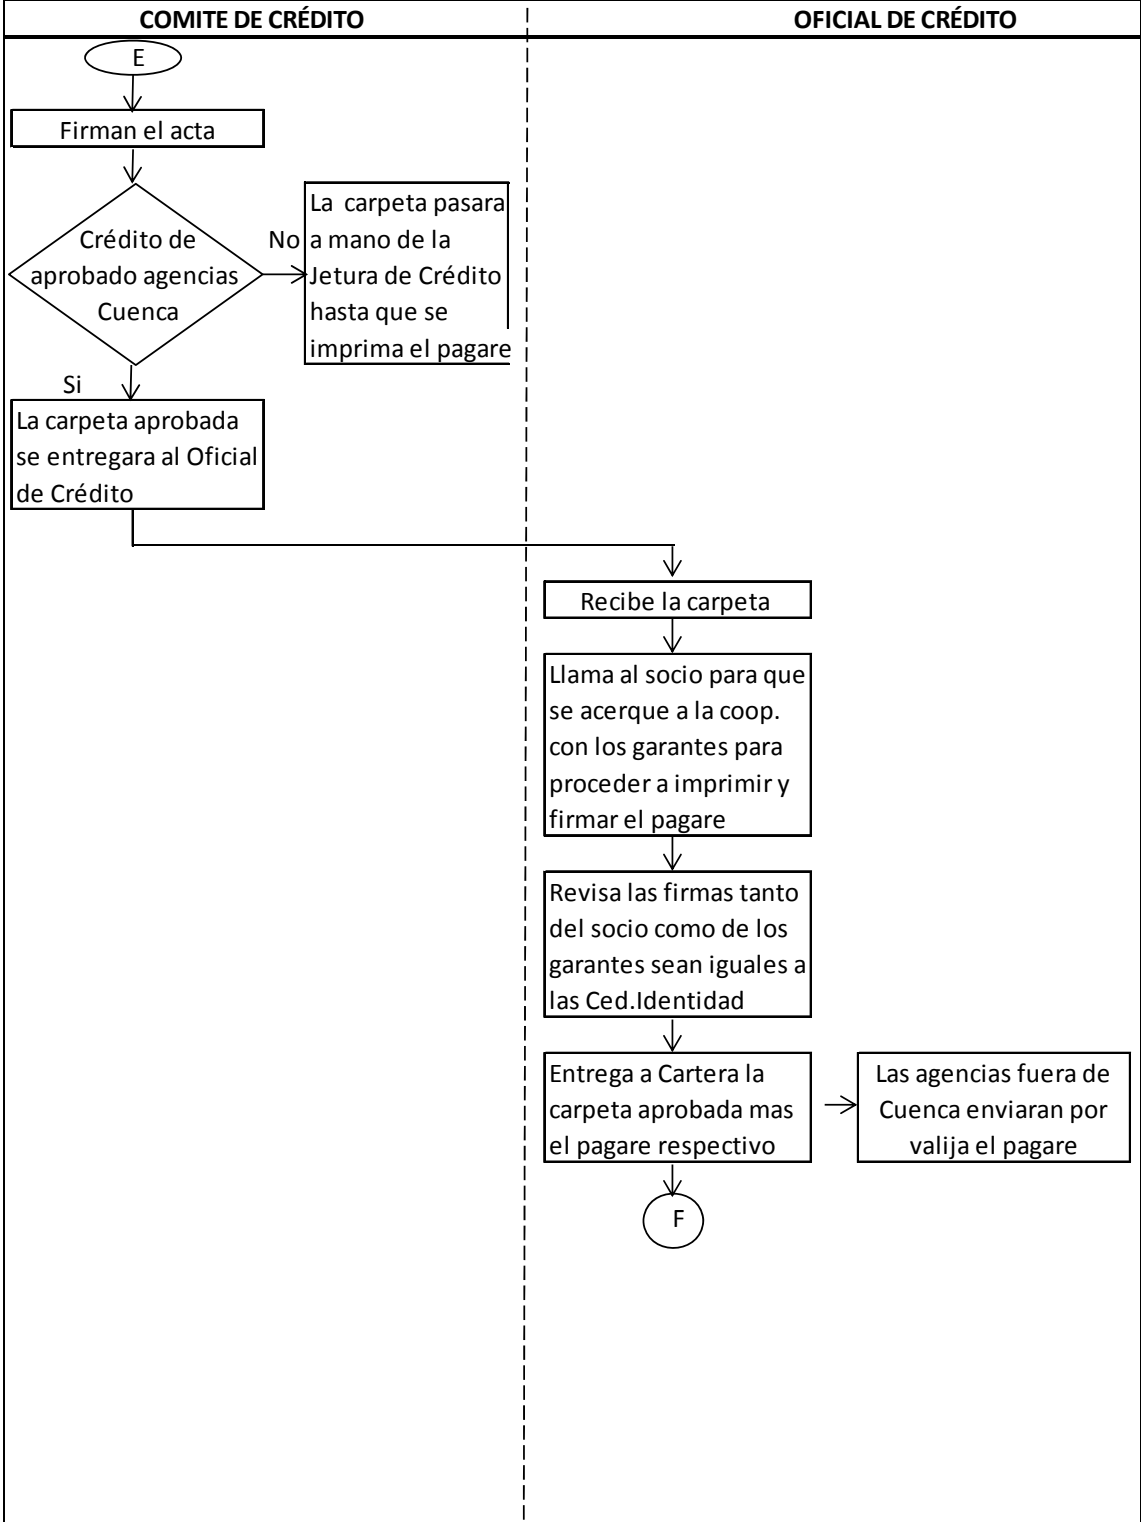 COMITE DE CRÉDITO
OFICIAL DE CRÉDITO
E
Firman el acta
Crédito de
aprobado agencias
Cuenca
No
La carpeta pasara
a mano de la
Jetura de Crédito
hasta que se
imprima el pagare
Si
La carpeta aprobada
se entregara al Oficial
de Crédito
Recibe la carpeta
Llama al socio para que
se acerque a la coop.
con los garantes para
proceder a imprimir y
firmar el pagare
Revisa las firmas tanto
del socio como de los
garantes sean iguales a
las Ced.Identidad
Entrega a Cartera la
carpeta aprobada mas
el pagare respectivo
Las agencias fuera de
Cuenca enviaran por
valija el pagare
F